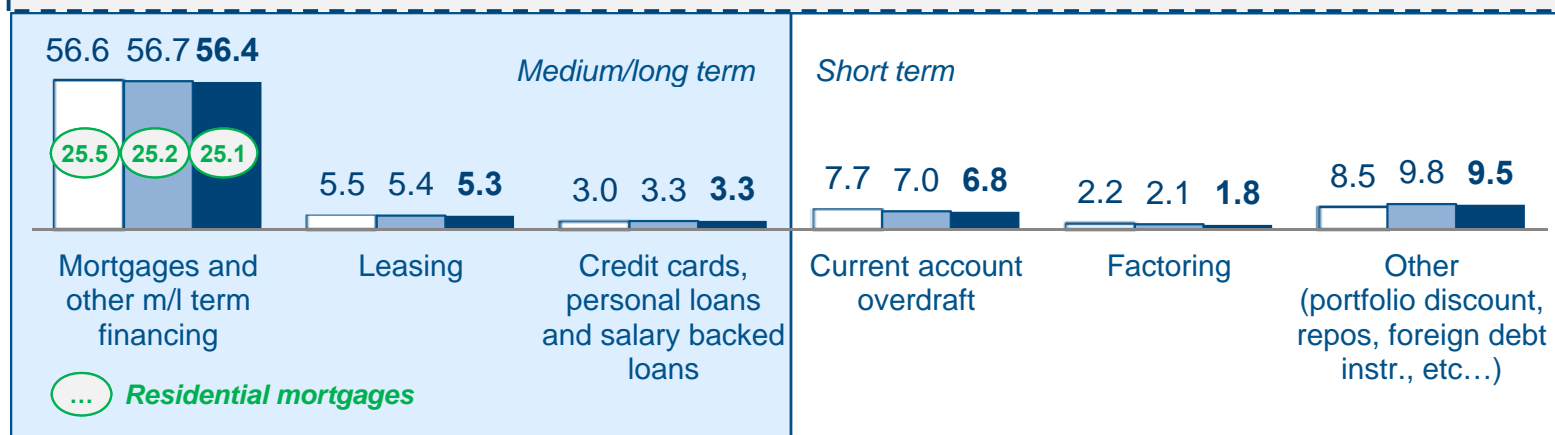 56.6 56.7 56.4
Medium/long term
Short term
25.5 25.2 25.1
5.5 5.4 5.3
3.0 3.3 3.3
7.7 7.0 6.8
2.2 2.1 1.8
8.5 9.8 9.5
Mortgages and
other m/l term
financing
Leasing
Credit cards,
personal loans
and salary backed
loans
Current account
overdraft
Factoring
Other
(portfolio discount,
repos, foreign debt
instr., etc…)
… Residential mortgages